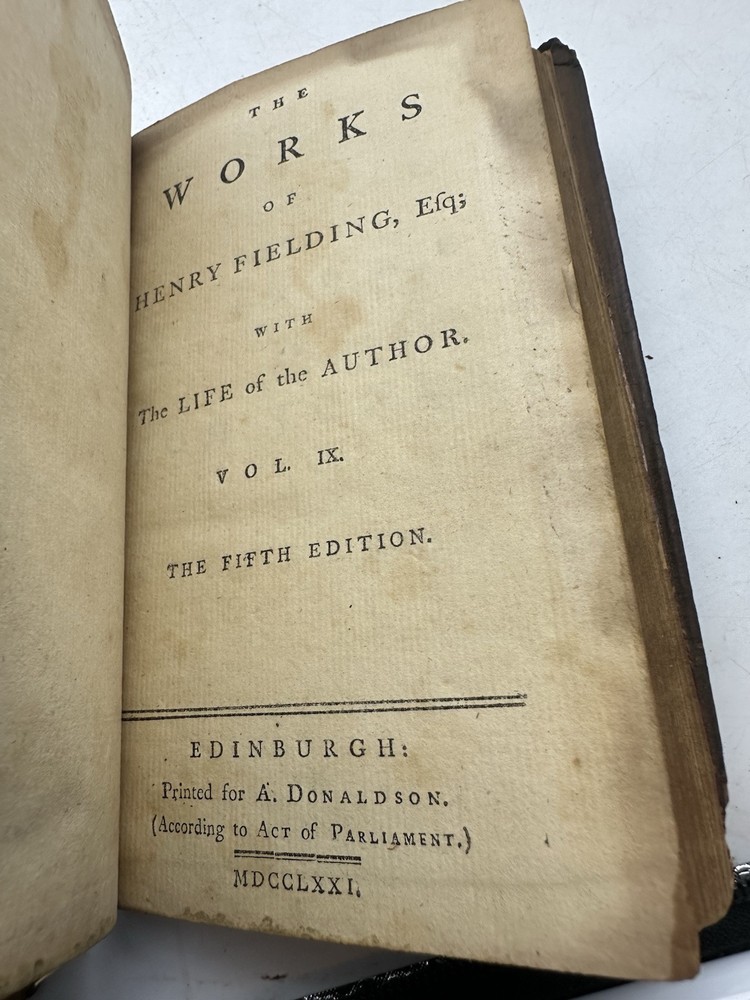 THE
WORKS
OF
HENRY FIELDING, Eſq;
WITH
The LIFE of the AUTHOR.
VOL. IX.
THE FIFTH EDITION.
EDINBURGH:
Printed for A. DONALDSON.
(According to ACT of PARLIAMENT.)
MDCCLXXI.